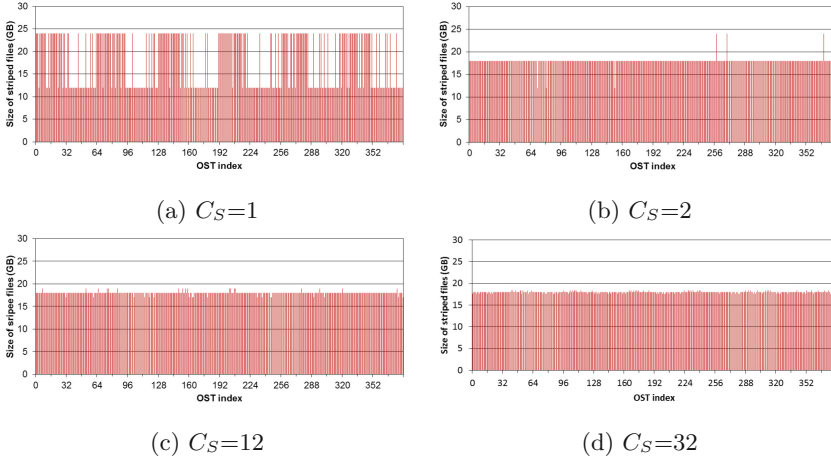 30
25
20
15
10
5
0
Size of striped files (GB)
0 32 64 96 128 160 192 224 256 288 320 352
OST index
(a) C_S=1
30
25
20
15
10
5
0
Size of striped files (GB)
0 32 64 96 128 160 192 224 256 288 320 352
OST index
(b) C_S=2
30
25
20
15
10
5
0
Size of sripee files (GB)
0 32 64 96 128 160 192 224 256 288 320 352
OST index
(c) C_S=12
30
25
20
15
10
5
0
Size of striped files (GB)
0 32 64 96 128 160 192 224 256 288 320 352
OST index
(d) C_S=32